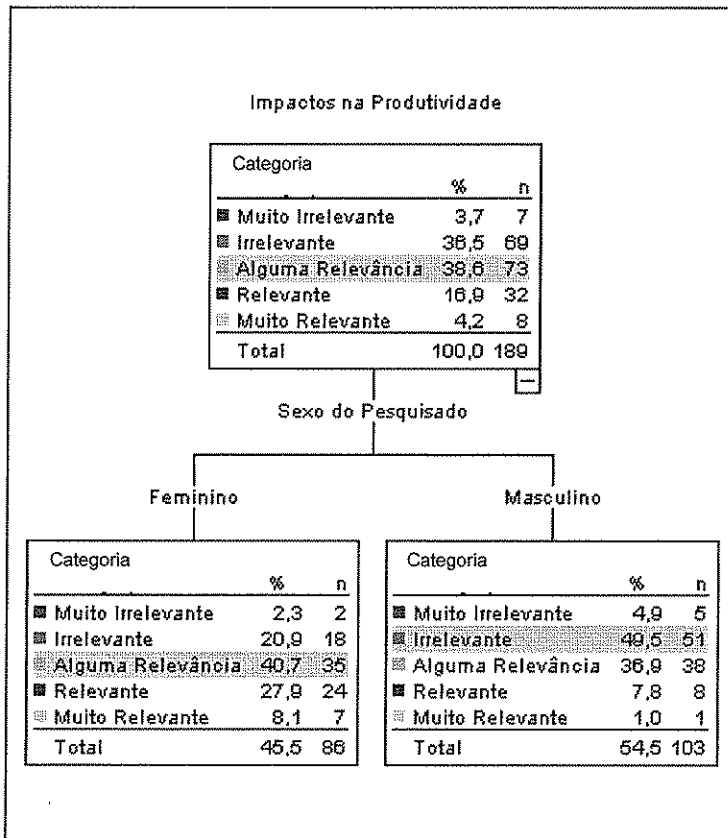 Impactos na Produtividade
Categoria
% n
Muito Irrelevante 3,7 7
Irrelevante 36,5 69
Alguma Relevância 38,6 73
Relevante 16,9 32
Muito Relevante 4,2 8
Total 100,0 189
Sexo do Pesquisado
Feminino
Masculino
Categoria
% n
Muito Irrelevante 2,3 2
Irrelevante 20,9 18
Alguma Relevância 40,7 35
Relevante 27,9 24
Muito Relevante 8,1 7
Total 45,5 86
Categoria
% n
Muito Irrelevante 4,9 5
Irrelevante 49,5 51
Alguma Relevância 36,9 38
Relevante 7,8 8
Muito Relevante 1,0 1
Total 54,5 103